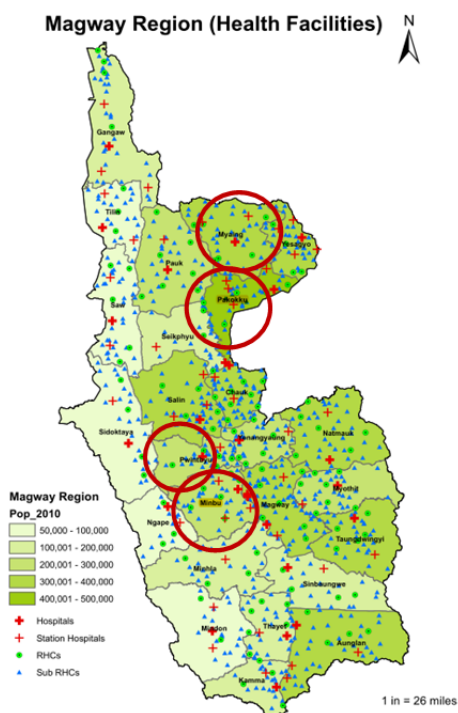 Magway Region (Health Facilities)
N
Gangaw
Tilin
Myaing
Yesagyo
Pauk
Pakokku
Saw
Seikphyu
Chauk
Salin
Sidoktaya
Natmauk
Yenangyaung
Pwintbyu
Myothit
Minbu
Magway
Ngape
Taungdwingyi
Minhla
Sinbaungwe
Mindon
Thayet
Aunglan
Kamma
Magway Region
Pop_2010
50,000 - 100,000
100,001 - 200,000
200,001 - 300,000
300,001 - 400,000
400,001 - 500,000
Hospitals
Station Hospitals
RHCs
Sub RHCs
1 in = 26 miles